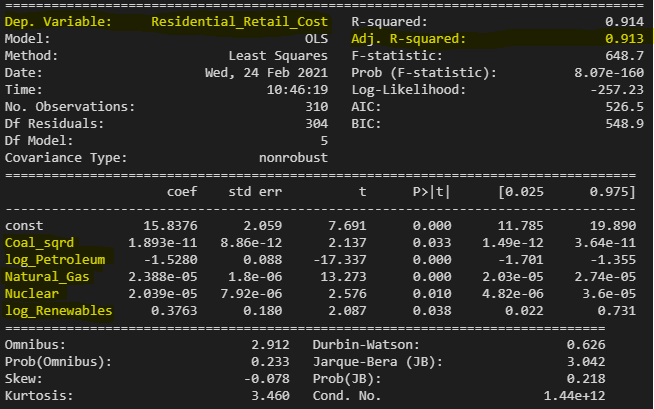 ==============================================================================
Dep. Variable: Residential_Retail_Cost R-squared: 0.914
Model: OLS Adj. R-squared: 0.913
Method: Least Squares F-statistic: 648.7
Date: Wed, 24 Feb 2021 Prob (F-statistic): 8.07e-160
Time: 10:46:19 Log-Likelihood: -257.23
No. Observations: 310 AIC: 526.5
Df Residuals: 304 BIC: 548.9
Df Model: 5
Covariance Type: nonrobust
==============================================================================
coef std err t P>|t| [0.025 0.975]
------------------------------------------------------------------------------
const 15.8376 2.059 7.691 0.000 11.785 19.890
Coal_sqrd 1.893e-11 8.86e-12 2.137 0.033 1.49e-12 3.64e-11
log_Petroleum -1.5280 0.088 -17.337 0.000 -1.701 -1.355
Natural_Gas 2.388e-05 1.8e-06 13.273 0.000 2.03e-05 2.74e-05
Nuclear 2.039e-05 7.92e-06 2.576 0.010 4.82e-06 3.6e-05
log_Renewables 0.3763 0.180 2.087 0.038 0.022 0.731
==============================================================================
Omnibus: 2.912 Durbin-Watson: 0.626
Prob(Omnibus): 0.233 Jarque-Bera (JB): 3.042
Skew: -0.078 Prob(JB): 0.218
Kurtosis: 3.460 Cond. No. 1.44e+12
==============================================================================